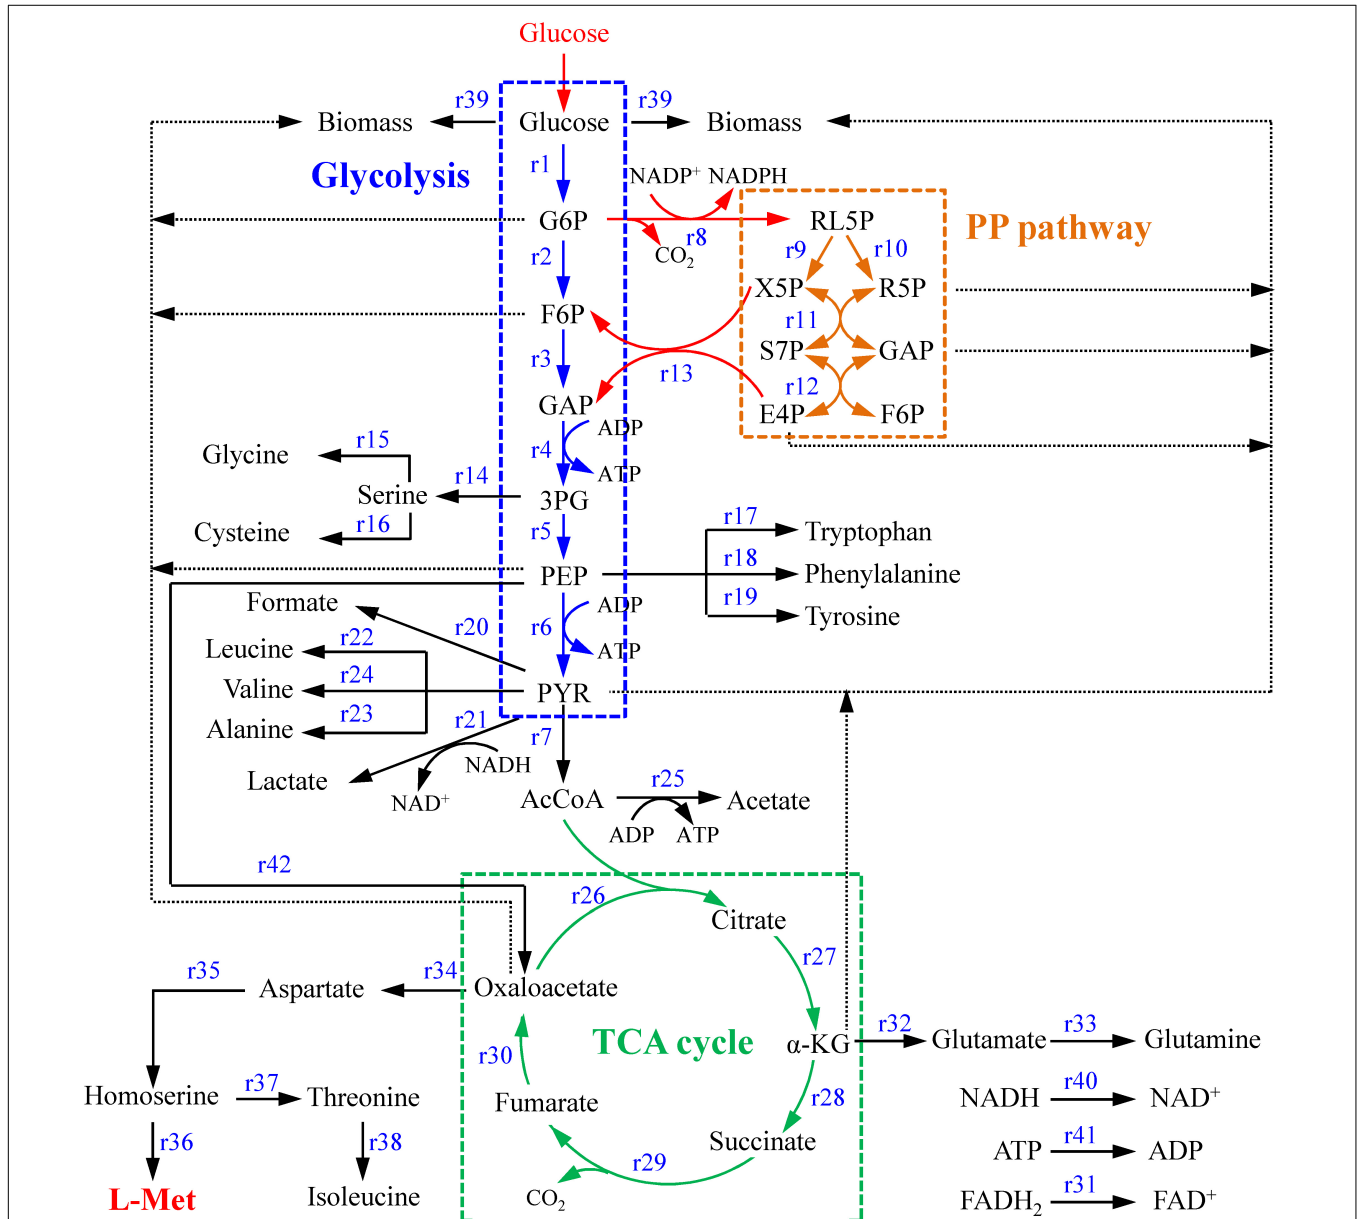 Glucose
r39 r39
Biomass Glucose Biomass
Glycolysis r1 NADP⁺ NADPH
G6P RL5P PP pathway
r8
CO₂
r2 r9 r10
X5P R5P
F6P r11
r3 S7P GAP
r13 r12
GAP E4P F6P
ADP
r4
ATP
r15
Glycine
r14
Serine 3PG
r16
Cysteine r5
r17
Tryptophan
r18
PEP Phenylalanine
r19
Tyrosine
Formate ADP
r20 r6
r22
Leucine ATP
r24
Valine PYR
r23
Alanine r21 r7
NADH
Lactate
NAD⁺
r25
AcCoA Acetate
ADP ATP
r42
r26
Citrate
r27
r35 r34
Aspartate Oxaloacetate
TCA cycle α-KG
r32 r33
Glutamate Glutamine
r30
r37 r28 r40
Homoserine Threonine Fumarate NADH NAD⁺
r36 r38 Succinate r41
ATP ADP
r29
CO₂ r31
L-Met Isoleucine FADH₂ FAD⁺